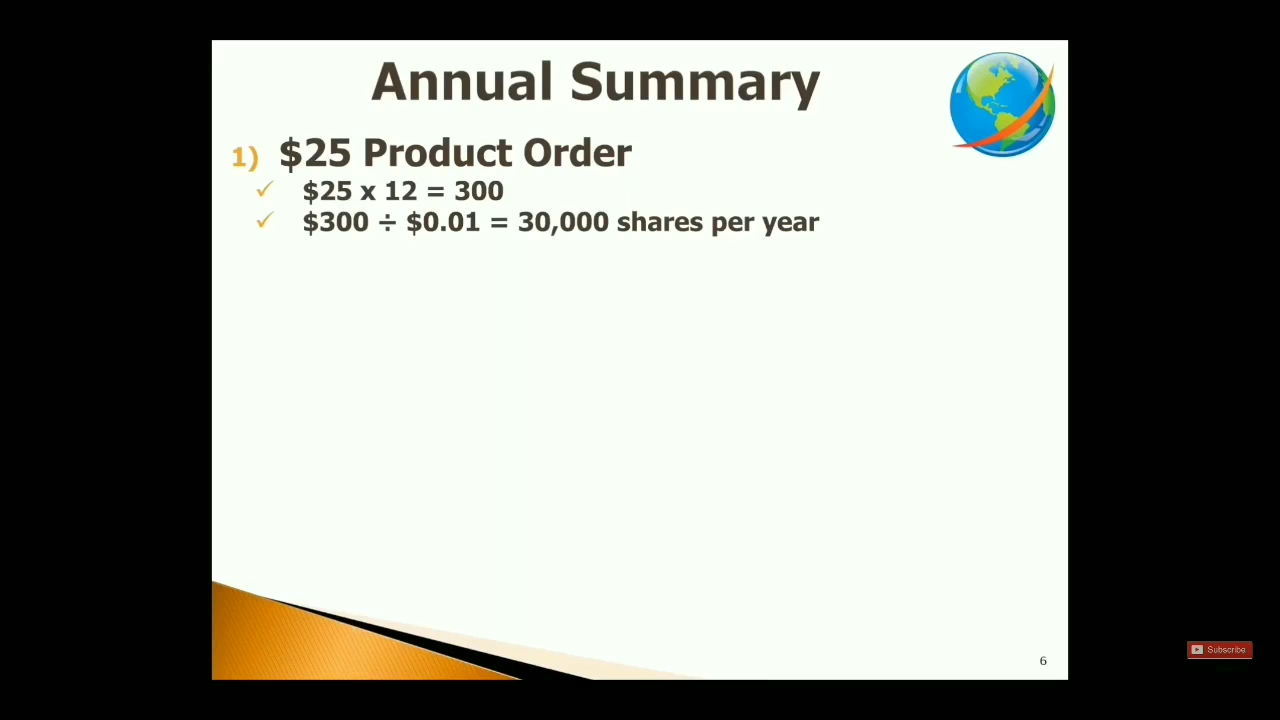 Annual Summary
1) $25 Product Order
✓ $25 x 12 = 300
✓ $300 ÷ $0.01 = 30,000 shares per year
6
Subscribe